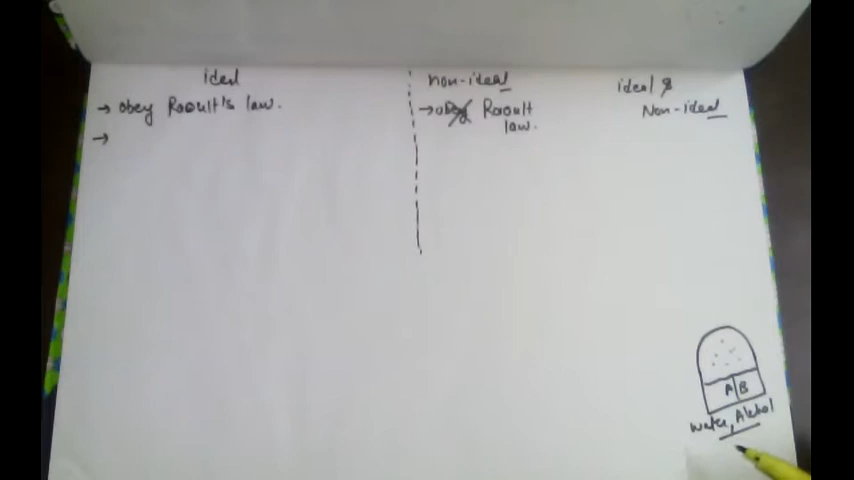 ideal
→ obey Raoult's law.
→
non-ideal
→ obey Raoult
law.
ideal &
Non-ideal
A B
Water, Alcohol